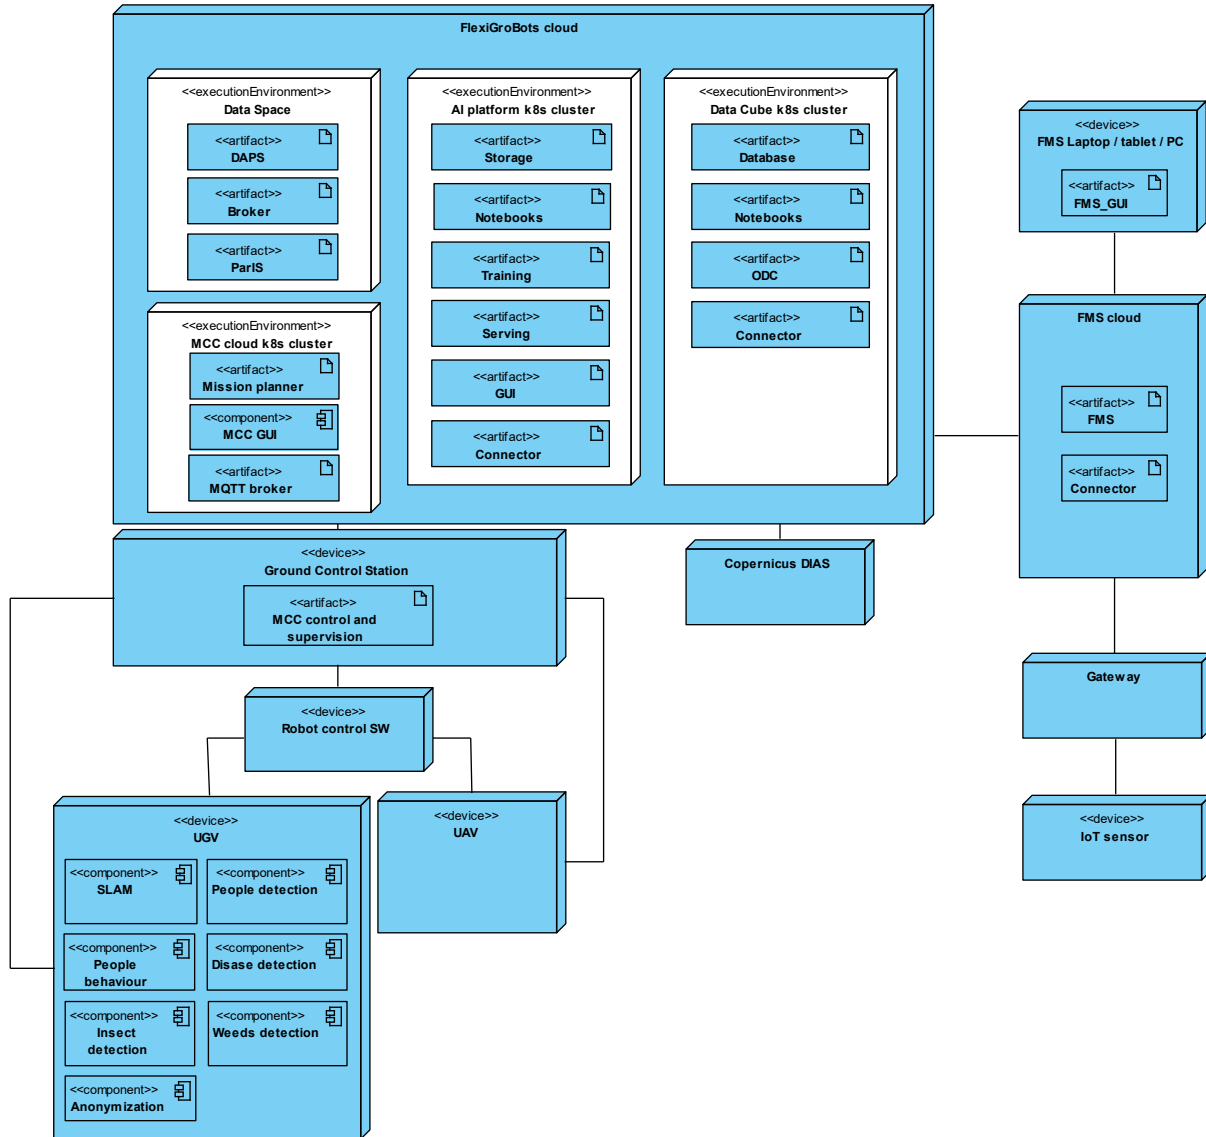 FlexiGroBots cloud
<<executionEnvironment>>
Data Space
<<artifact>>
DAPS
<<artifact>>
Broker
<<artifact>>
ParIS
<<executionEnvironment>>
MCC cloud k8s cluster
<<artifact>>
Mission planner
<<component>>
MCC GUI
<<artifact>>
MQTT broker
<<executionEnvironment>>
AI platform k8s cluster
<<artifact>>
Storage
<<artifact>>
Notebooks
<<artifact>>
Training
<<artifact>>
Serving
<<artifact>>
GUI
<<artifact>>
Connector
<<executionEnvironment>>
Data Cube k8s cluster
<<artifact>>
Database
<<artifact>>
Notebooks
<<artifact>>
ODC
<<artifact>>
Connector
<<device>>
FMS Laptop / tablet / PC
<<artifact>>
FMS_GUI
FMS cloud
<<artifact>>
FMS
<<artifact>>
Connector
<<device>>
Ground Control Station
<<artifact>>
MCC control and
supervision
Copernicus DIAS
Gateway
<<device>>
Robot control SW
<<device>>
UGV
<<component>>
SLAM
<<component>>
People detection
<<component>>
People
behaviour
<<component>>
Disase detection
<<component>>
Insect
detection
<<component>>
Weeds detection
<<component>>
Anonymization
<<device>>
UAV
<<device>>
IoT sensor